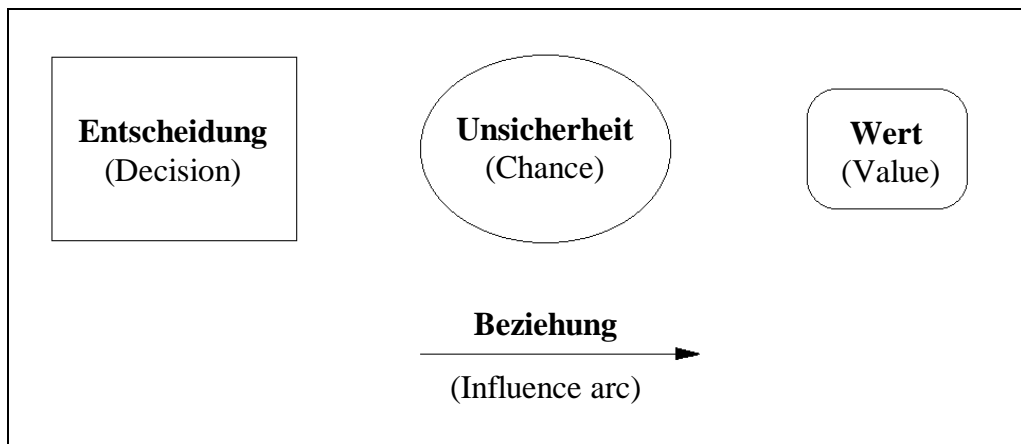 Entscheidung
(Decision)
Unsicherheit
(Chance)
Wert
(Value)
Beziehung
(Influence arc)